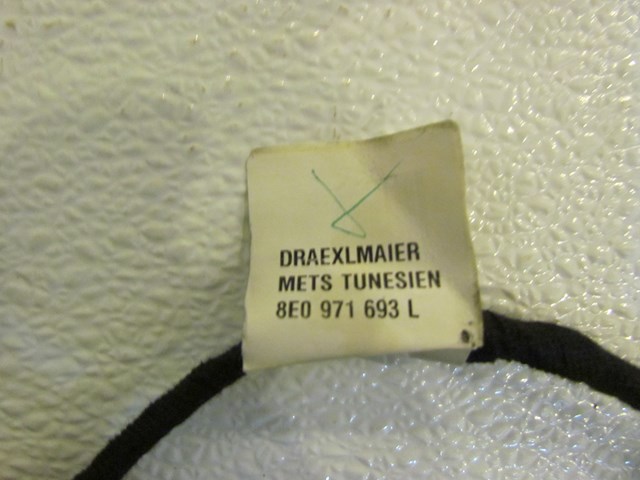 DRAEXLMAIER
METS TUNESIEN
8E0 971 693 L